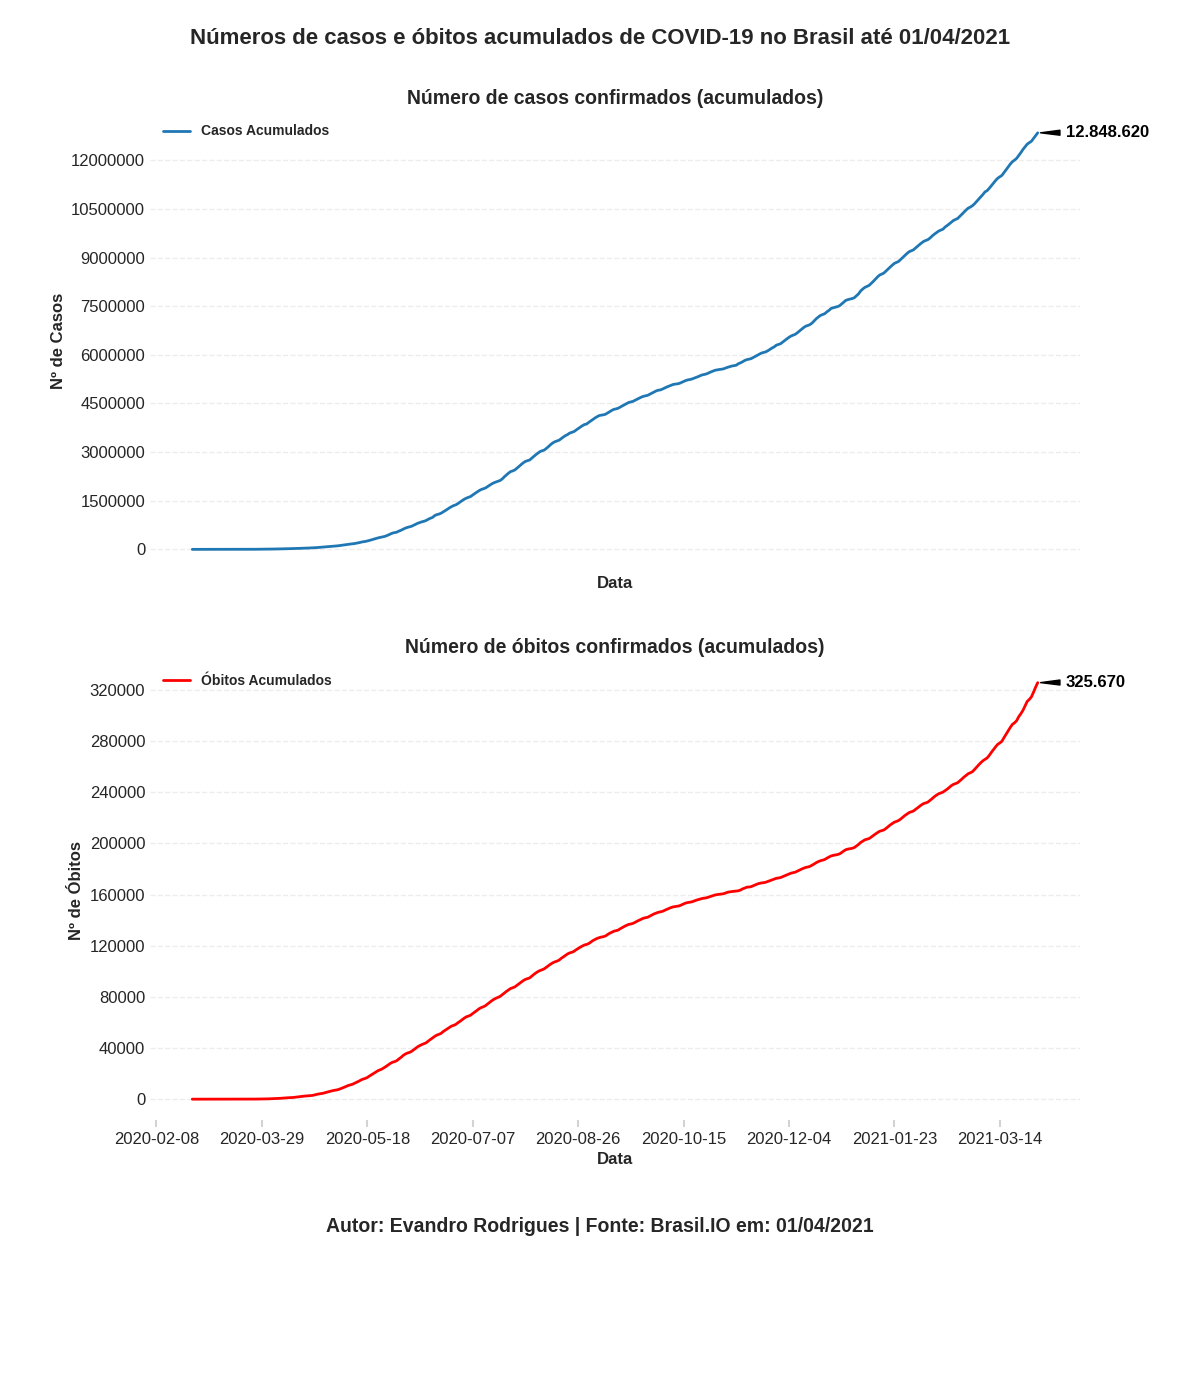 Números de casos e óbitos acumulados de COVID-19 no Brasil até 01/04/2021
Número de casos confirmados (acumulados)
Casos Acumulados
12.848.620
12000000
10500000
9000000
7500000
6000000
4500000
3000000
1500000
0
Nº de Casos
Data
Número de óbitos confirmados (acumulados)
Óbitos Acumulados
325.670
320000
280000
240000
200000
160000
120000
80000
40000
0
Nº de Óbitos
2020-02-08 2020-03-29 2020-05-18 2020-07-07 2020-08-26 2020-10-15 2020-12-04 2021-01-23 2021-03-14
Data
Autor: Evandro Rodrigues | Fonte: Brasil.IO em: 01/04/2021